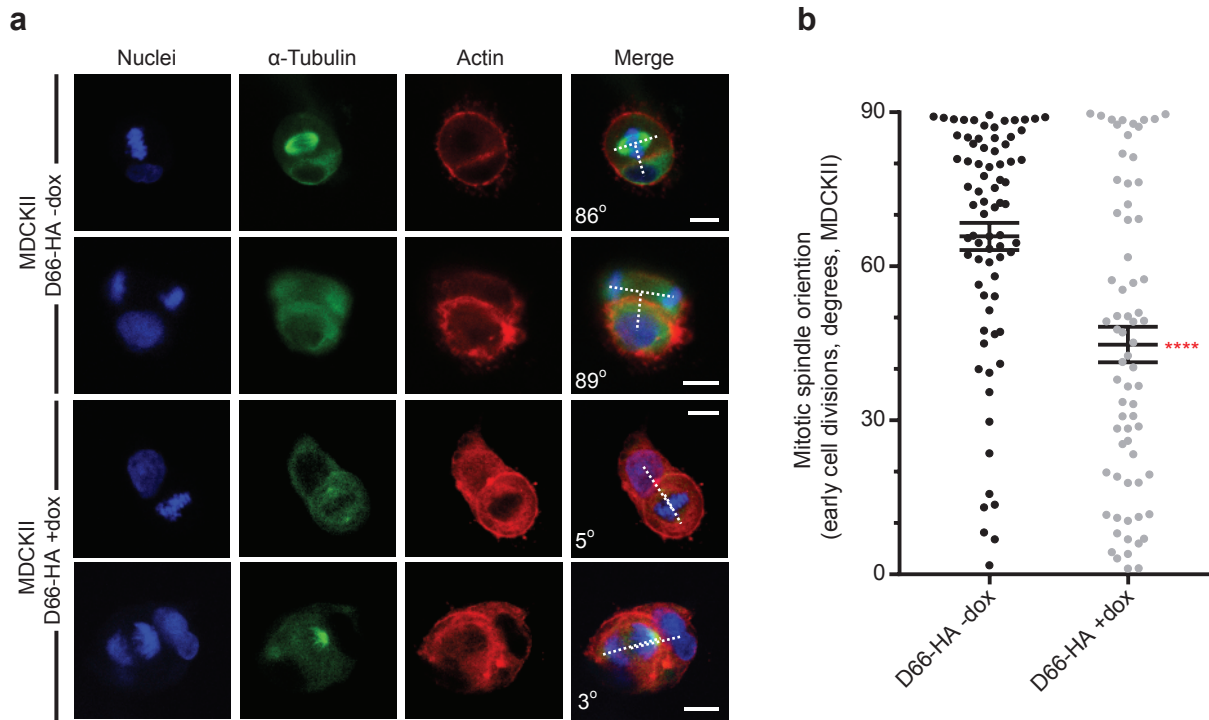 a
Nuclei
α-Tubulin
Actin
Merge
MDCKII
D66-HA -dox
86°
89°
MDCKII
D66-HA +dox
5°
3°
b
Mitotic spindle oriention
(early cell divisions, degrees, MDCKII)
90
60
30
0
****
D66-HA -dox
D66-HA +dox